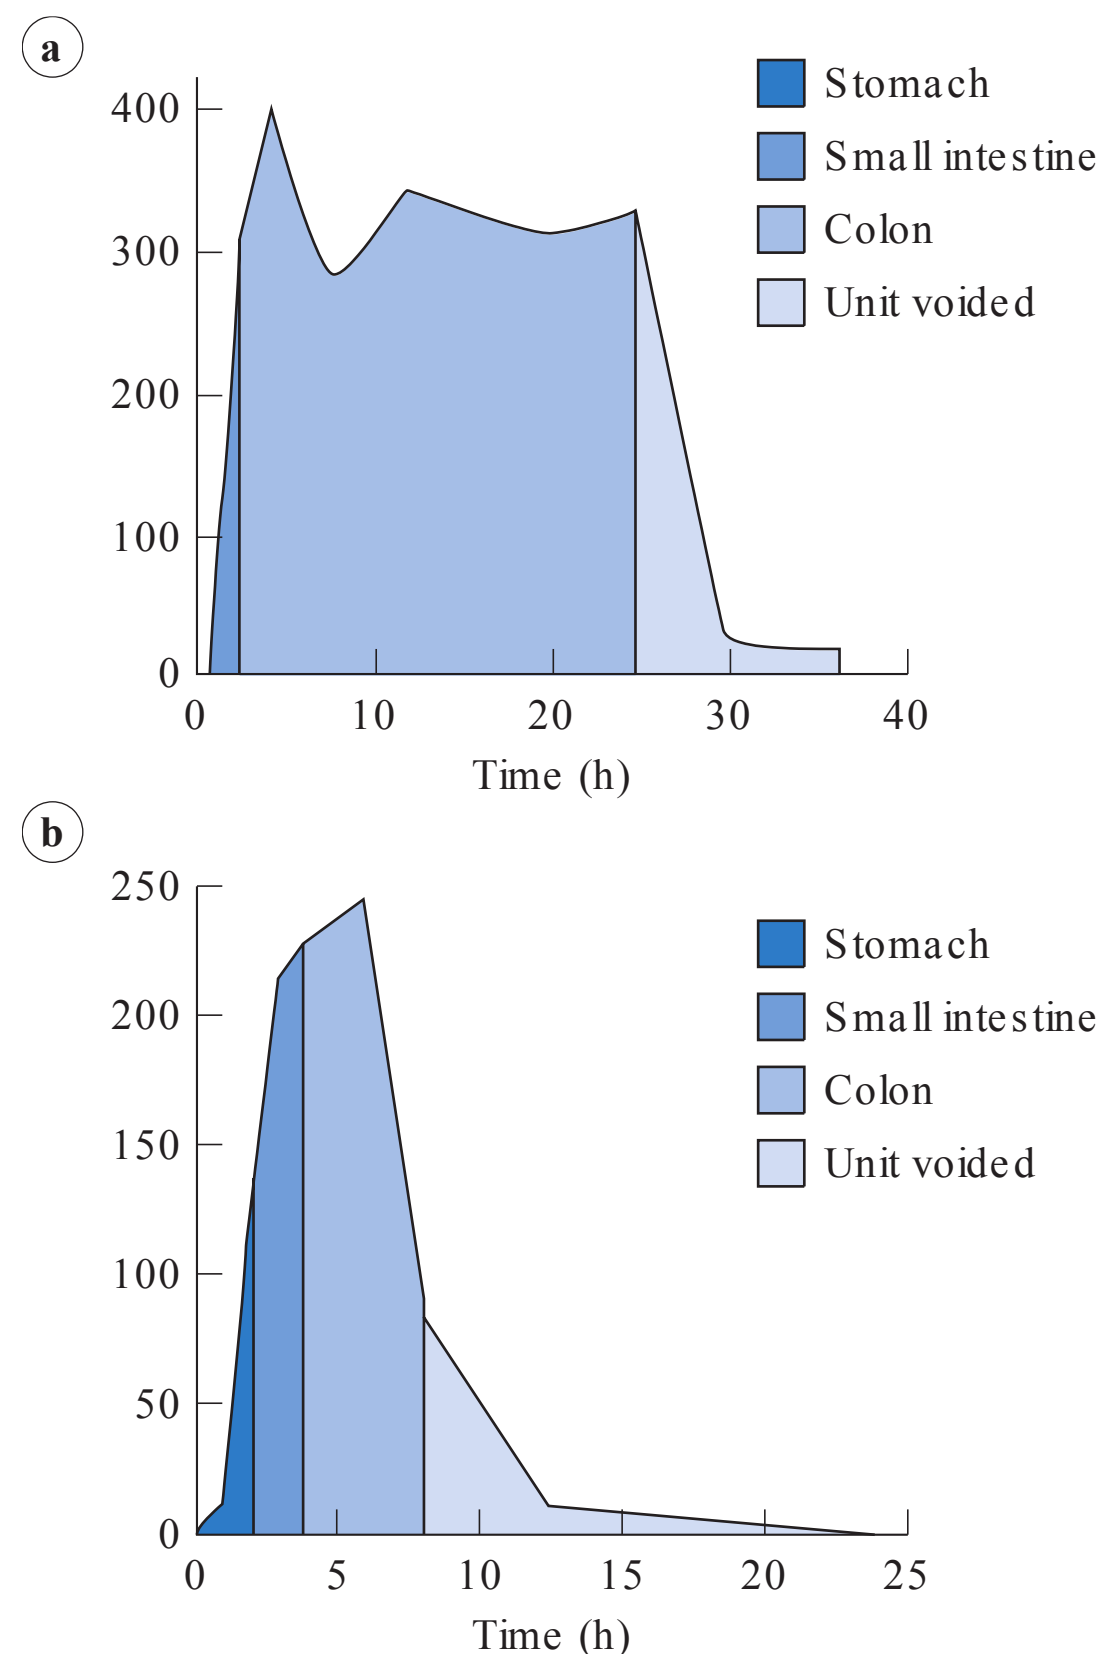 a
400
300
200
100
0
0 10 20 30 40
Time (h)
Stomach
Small intestine
Colon
Unit voided
b
250
200
150
100
50
0
0 5 10 15 20 25
Time (h)
Stomach
Small intestine
Colon
Unit voided